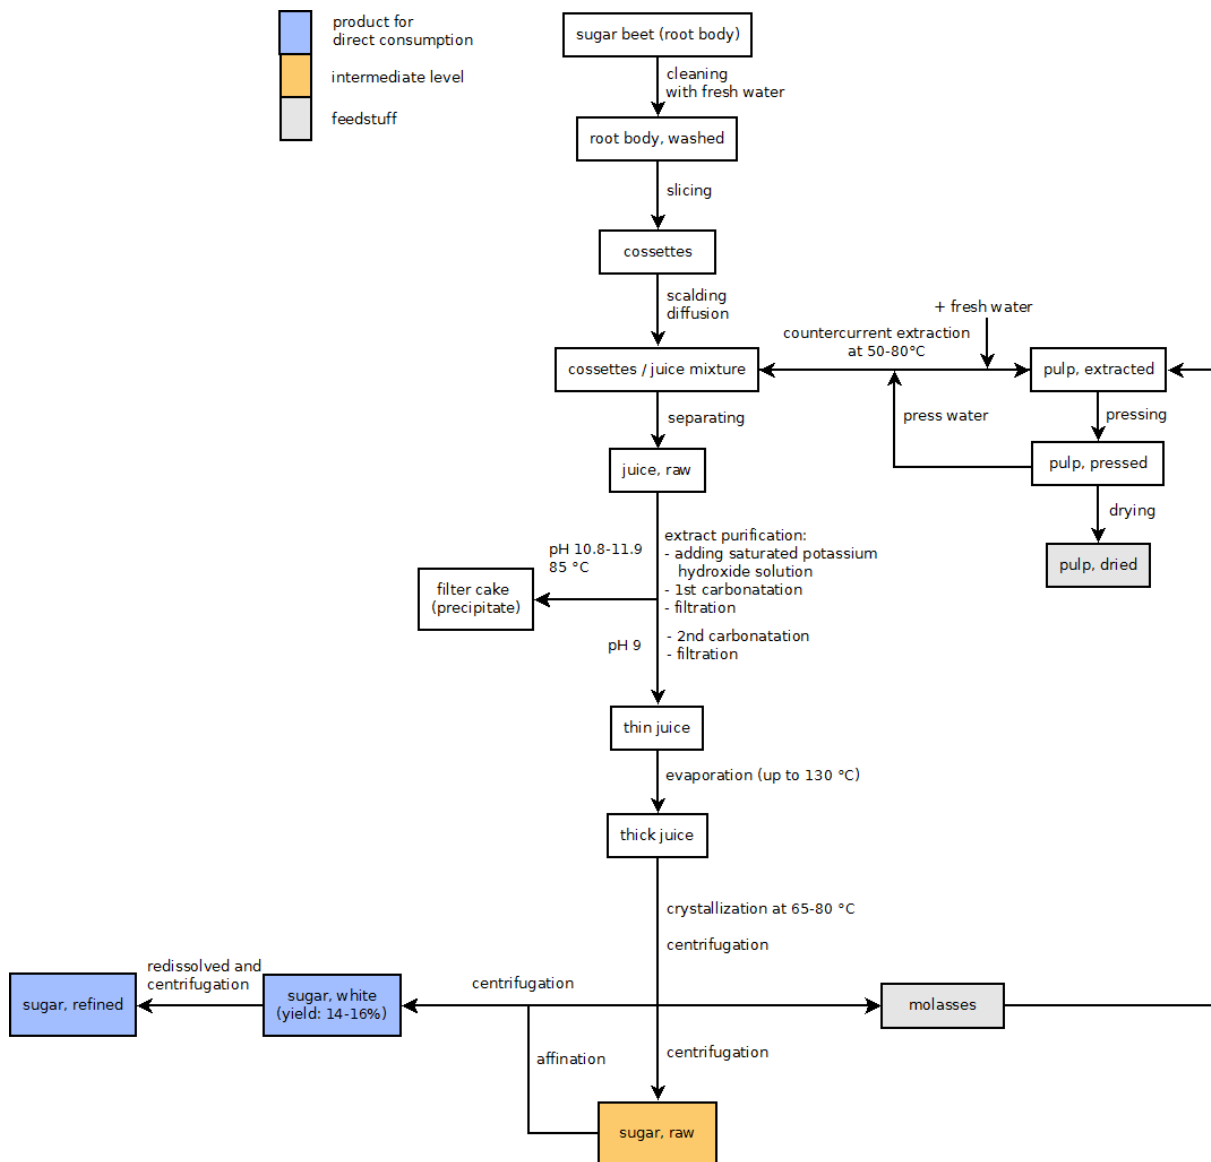 product for
direct consumption
intermediate level
feedstuff
sugar beet (root body)
cleaning
with fresh water
root body, washed
slicing
cossettes
scalding
diffusion
+ fresh water
countercurrent extraction
at 50-80°C
cossettes / juice mixture
pulp, extracted
separating
press water
pressing
juice, raw
pulp, pressed
drying
pulp, dried
pH 10.8-11.9
85 °C
extract purification:
- adding saturated potassium
hydroxide solution
- 1st carbonatation
- filtration
filter cake
(precipitate)
pH 9
- 2nd carbonatation
- filtration
thin juice
evaporation (up to 130 °C)
thick juice
crystallization at 65-80 °C
centrifugation
redissolved and
centrifugation
centrifugation
sugar, refined
sugar, white
(yield: 14-16%)
molasses
affination
centrifugation
sugar, raw